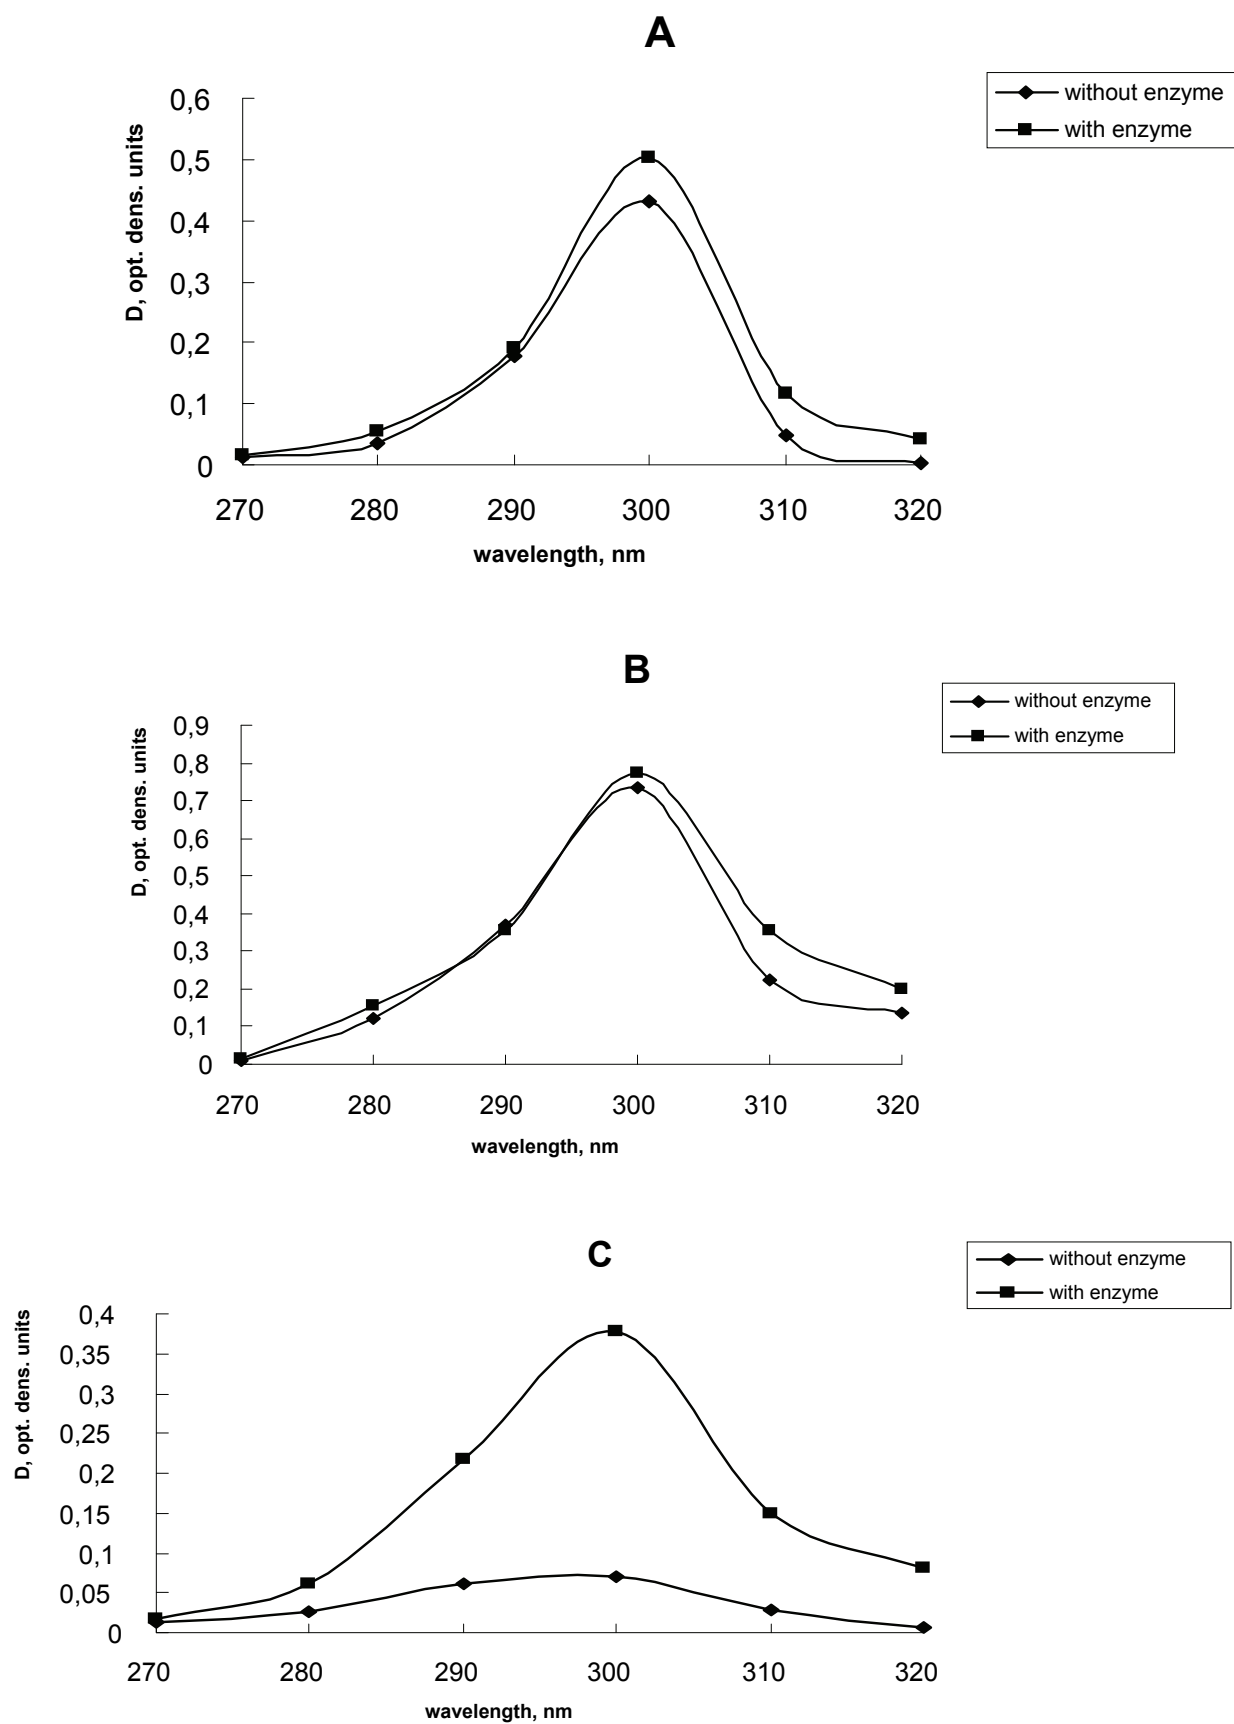 A
without enzyme
with enzyme
D, opt. dens. units
0,6
0,5
0,4
0,3
0,2
0,1
0
270 280 290 300 310 320
wavelength, nm
B
without enzyme
with enzyme
D, opt. dens. units
0,9
0,8
0,7
0,6
0,5
0,4
0,3
0,2
0,1
0
270 280 290 300 310 320
wavelength, nm
C
without enzyme
with enzyme
D, opt. dens. units
0,4
0,35
0,3
0,25
0,2
0,15
0,1
0,05
0
270 280 290 300 310 320
wavelength, nm